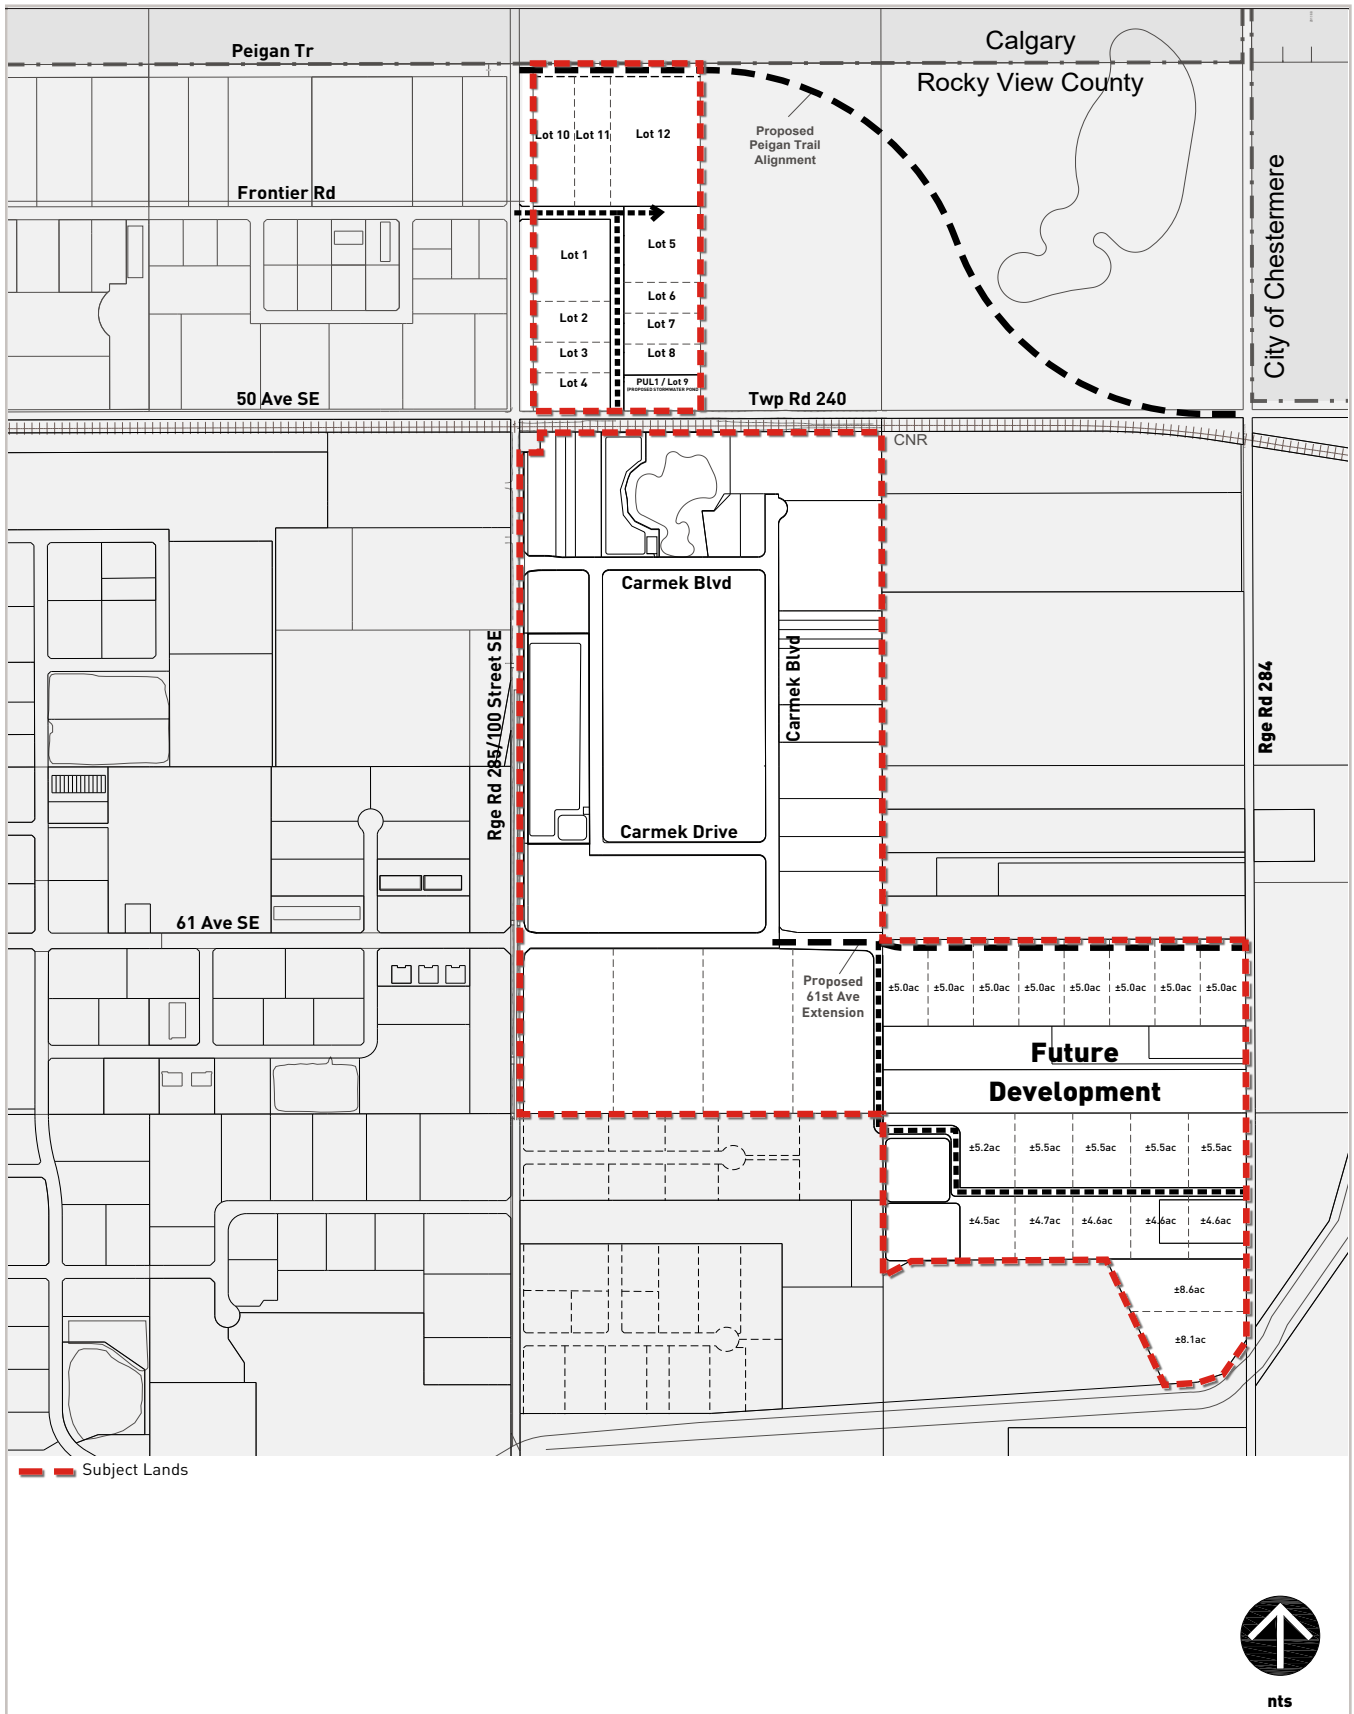 Peigan Tr
Calgary
Rocky View County
City of Chestermere
Lot 10
Lot 11
Lot 12
Proposed
Peigan Trail
Alignment
Frontier Rd
Lot 1
Lot 5
Lot 2
Lot 6
Lot 7
Lot 3
Lot 8
Lot 4
PUL1 / Lot 9
(PROPOSED STORMWATER POND
50 Ave SE
Twp Rd 240
CNR
Carmek Blvd
Carmek Blvd
Rge Rd 285/100 Street SE
Rge Rd 284
Carmek Drive
61 Ave SE
Proposed
61st Ave
Extension
±5.0ac
±5.0ac
±5.0ac
±5.0ac
±5.0ac
±5.0ac
±5.0ac
±5.0ac
Future
Development
±5.2ac
±5.5ac
±5.5ac
±5.5ac
±5.5ac
±4.5ac
±4.7ac
±4.6ac
±4.6ac
±4.6ac
±8.6ac
±8.1ac
Subject Lands
nts